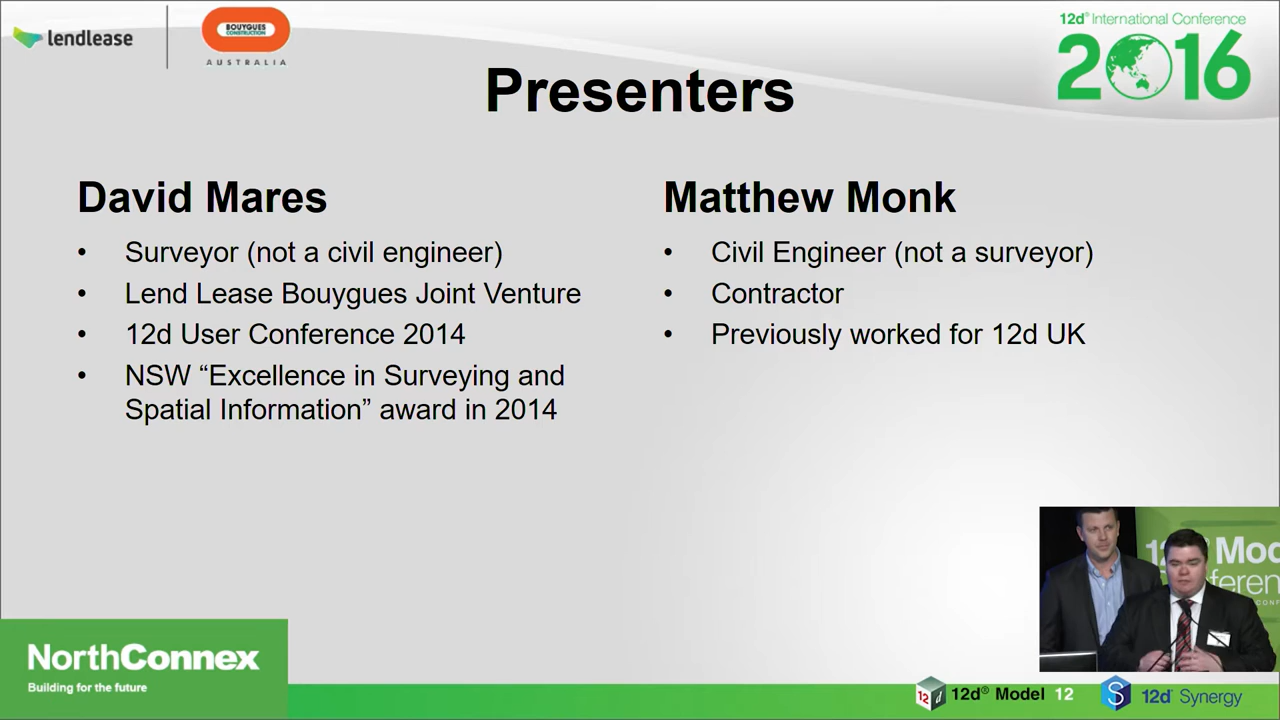 lendlease
BOUYGUES
CONSTRUCTION
AUSTRALIA
12d® International Conference
2016
Presenters
David Mares
• Surveyor (not a civil engineer)
• Lend Lease Bouygues Joint Venture
• 12d User Conference 2014
• NSW “Excellence in Surveying and
Spatial Information” award in 2014
Matthew Monk
• Civil Engineer (not a surveyor)
• Contractor
• Previously worked for 12d UK
NorthConnex
Building for the future
12d® Model 12
12d® Synergy